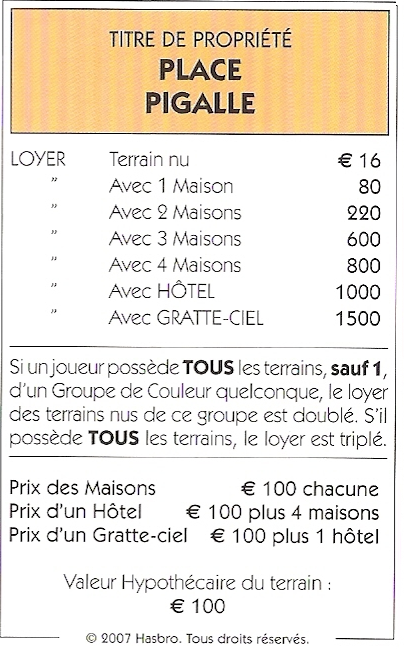 TITRE DE PROPRIÉTÉ
PLACE
PIGALLE
LOYER Terrain nu € 16
” Avec 1 Maison 80
” Avec 2 Maisons 220
” Avec 3 Maisons 600
” Avec 4 Maisons 800
” Avec HÔTEL 1000
” Avec GRATTE-CIEL 1500
Si un joueur possède TOUS les terrains, sauf 1,
d'un Groupe de Couleur quelconque, le loyer
des terrains nus de ce groupe est doublé. S'il
possède TOUS les terrains, le loyer est triplé.
Prix des Maisons € 100 chacune
Prix d'un Hôtel € 100 plus 4 maisons
Prix d'un Gratte-ciel € 100 plus 1 hôtel
Valeur Hypothécaire du terrain :
€ 100
© 2007 Hasbro. Tous droits réservés.